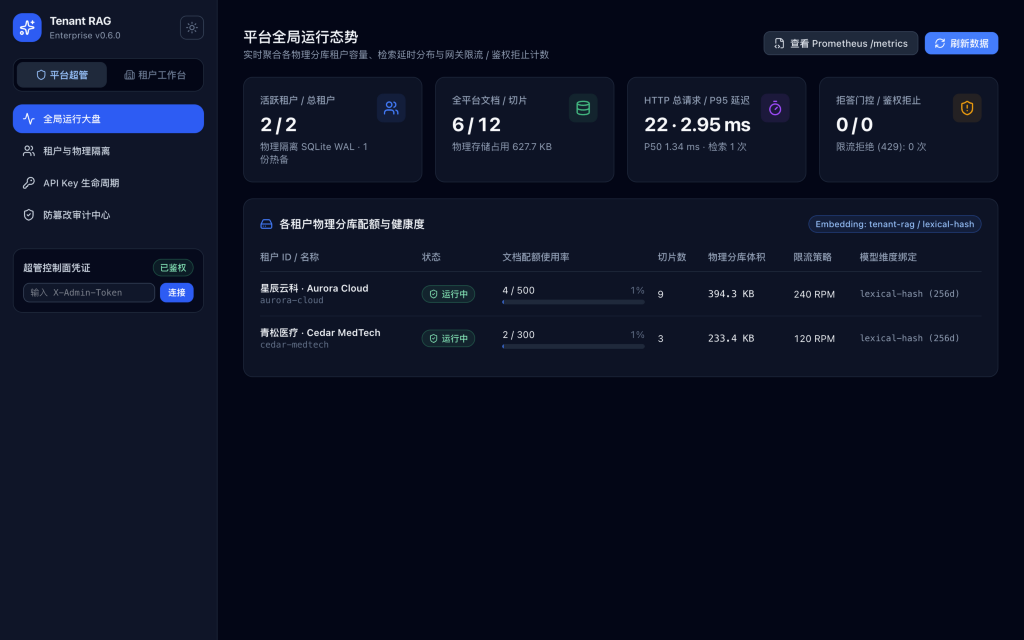 Tenant RAG
Enterprise v0.6.0
平台超管
租户工作台
全局运行大盘
租户与物理隔离
API Key 生命周期
防篡改审计中心
超管控制面凭证
已鉴权
输入 X-Admin-Token
连接
平台全局运行态势
实时聚合各物理分库租户容量、检索延时分布与网关限流 / 鉴权拒止计数
查看 Prometheus /metrics
刷新数据
活跃租户 / 总租户
2 / 2
物理隔离 SQLite WAL · 1
份热备
全平台文档 / 切片
6 / 12
物理存储占用 627.7 KB
HTTP 总请求 / P95 延迟
22 · 2.95 ms
P50 1.34 ms · 检索 1 次
拒答门控 / 鉴权拒止
0 / 0
限流拒绝 (429): 0 次
各租户物理分库配额与健康度
Embedding: tenant-rag / lexical-hash
租户 ID / 名称 状态 文档配额使用率 切片数 物理分库体积 限流策略 模型维度绑定
星辰云科 · Aurora Cloud
aurora-cloud
运行中
4 / 500 1%
9
394.3 KB
240 RPM
lexical-hash (256d)
青松医疗 · Cedar MedTech
cedar-medtech
运行中
2 / 300 1%
3
233.4 KB
120 RPM
lexical-hash (256d)